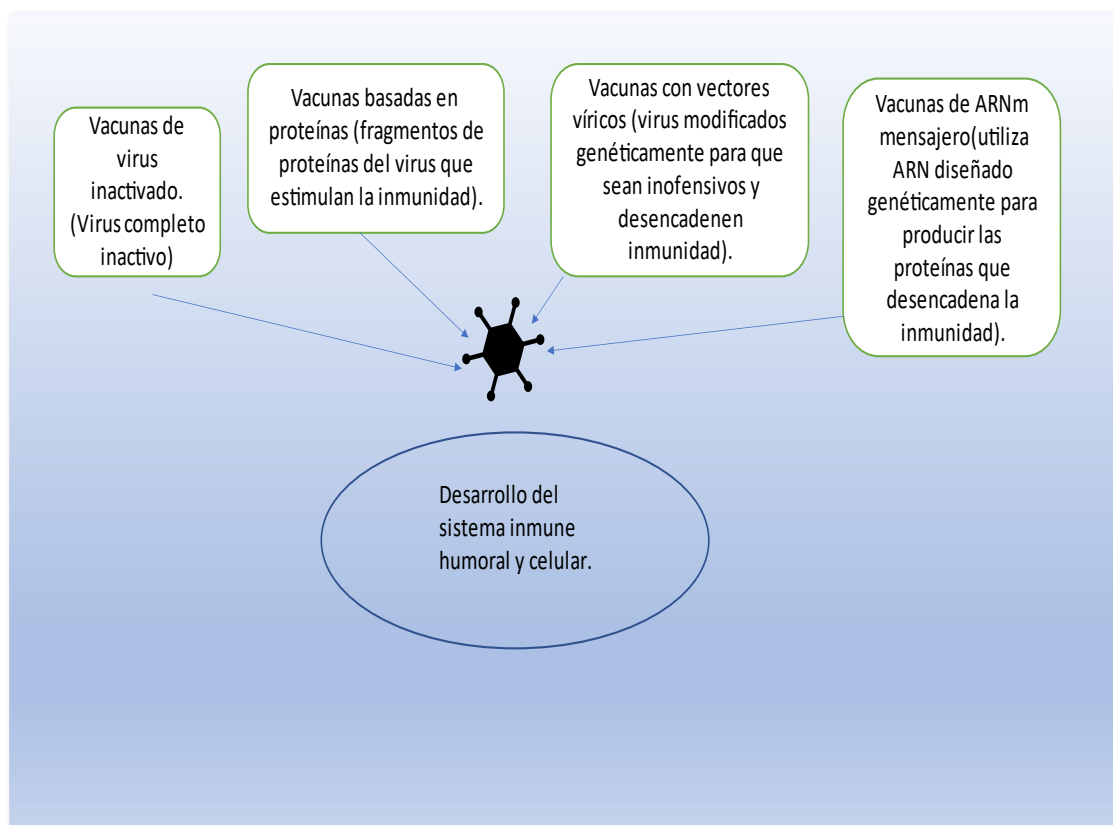 Vacunas de
virus
inactivado.
(Virus completo
inactivo)
Vacunas basadas en
proteínas (fragmentos de
proteínas del virus que
estimulan la inmunidad).
Vacunas con vectores
víricos (virus modificados
genéticamente para que
sean inofensivos y
desencadenen
inmunidad).
Vacunas de ARNm
mensajero(utiliza
ARN diseñado
genéticamente para
producir las
proteínas que
desencadena la
inmunidad).
Desarrollo del
sistema inmune
humoral y celular.